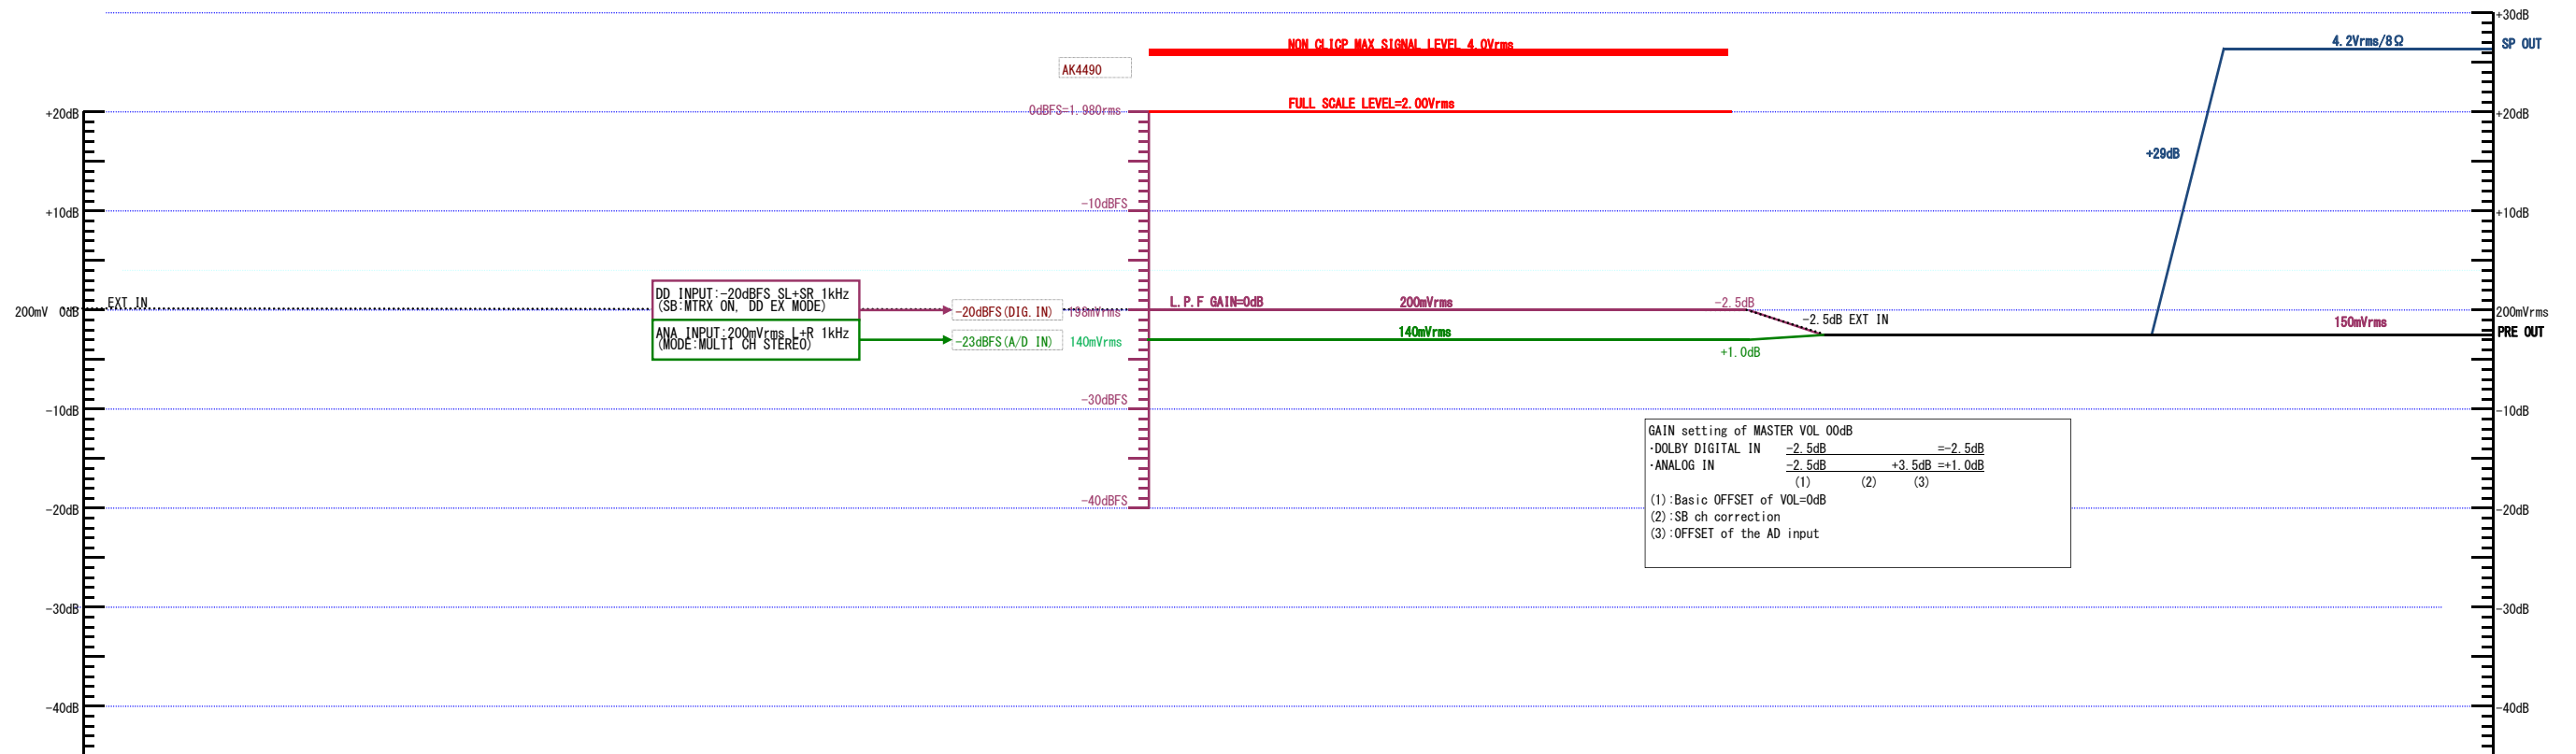 +30dB
NON CLICP MAX SIGNAL LEVEL 4.0Vrms
4.2Vrms/8Ω
SP OUT
AK4490
+20dB
0dBFS=1.980rms
FULL SCALE LEVEL=2.00Vrms
+20dB
+29dB
+10dB
-10dBFS
+10dB
EXT IN
200mV 0dB
DD INPUT:-20dBFS SL+SR 1kHz
(SB:MTRX ON, DD EX MODE)
-20dBFS(DIG.IN)
198mVrms
L.P.F GAIN=0dB
200mVrms
-2.5dB
-2.5dB EXT IN
150mVrms
200mVrms
PRE OUT
ANA INPUT:200mVrms L+R 1kHz
(MODE:MULTI CH STEREO)
-23dBFS(A/D IN)
140mVrms
140mVrms
+1.0dB
-10dB
-30dBFS
-10dB
GAIN setting of MASTER VOL 00dB
·DOLBY DIGITAL IN -2.5dB =-2.5dB
·ANALOG IN -2.5dB +3.5dB =+1.0dB
(1) (2) (3)
(1):Basic OFFSET of VOL=0dB
(2):SB ch correction
(3):OFFSET of the AD input
-20dB
-40dBFS
-20dB
-30dB
-30dB
-40dB
-40dB